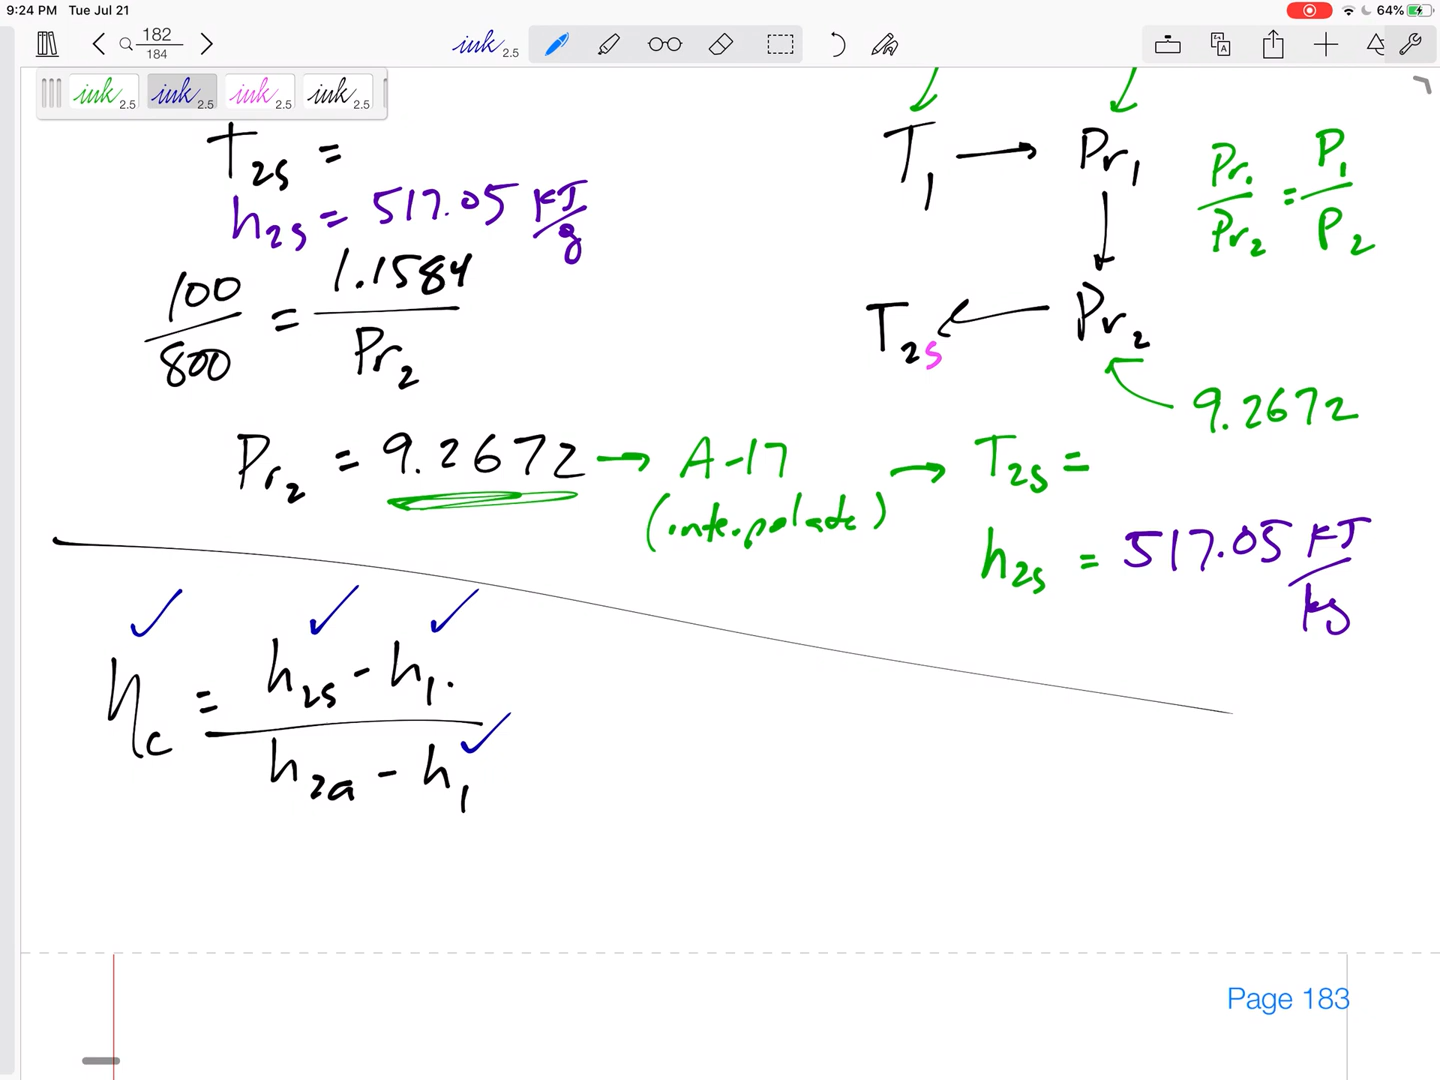 9:24 PM Tue Jul 21
64%
182
184
ink 2.5
ink 2.5 ink 2.5 ink 2.5 ink 2.5
T2s =
h2s = 517.05 KJ/g
100/800 = 1.1584/Pr2
Pr2 = 9.2672 → A-17
(interpolate)
T1 → Pr1
↓
T2s ← Pr2
Pr1/Pr2 = P1/P2
9.2672
→ T2s =
h2s = 517.05 KJ/kg
✓ ✓ ✓
ηc = (h2s - h1.)/(h2a - h1)
✓
Page 183